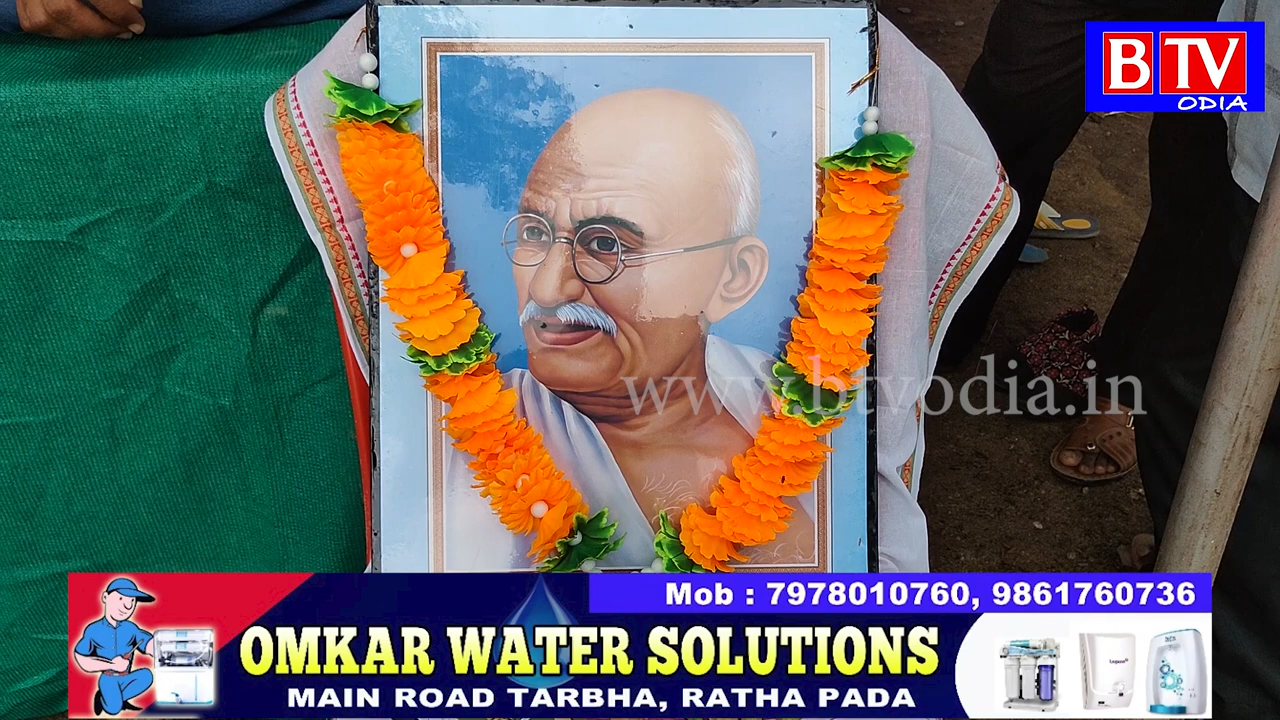 BTV
ODIA
www.btvodia.in
Mob : 7978010760, 9861760736
OMKAR WATER SOLUTIONS
MAIN ROAD TARBHA, RATHA PADA